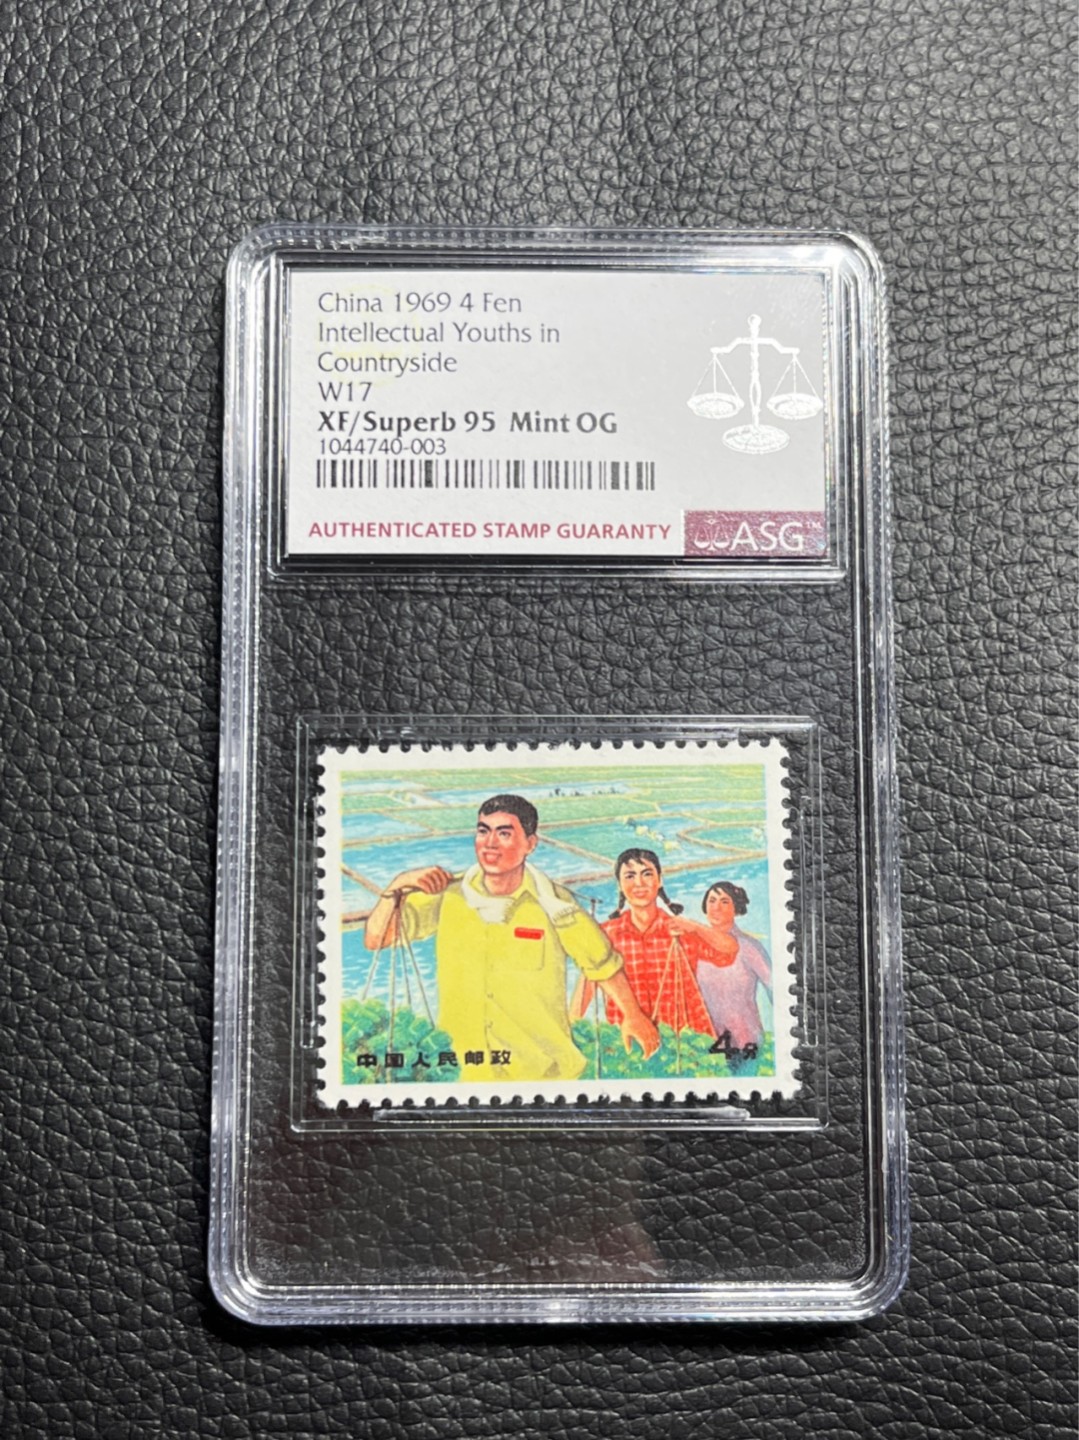 China 1969 4 Fen
Intellectual Youths in
Countryside
W17
XF/Superb 95 Mint OG
1044740-003
AUTHENTICATED STAMP GUARANTY
ASG™
中国人民邮政
4分